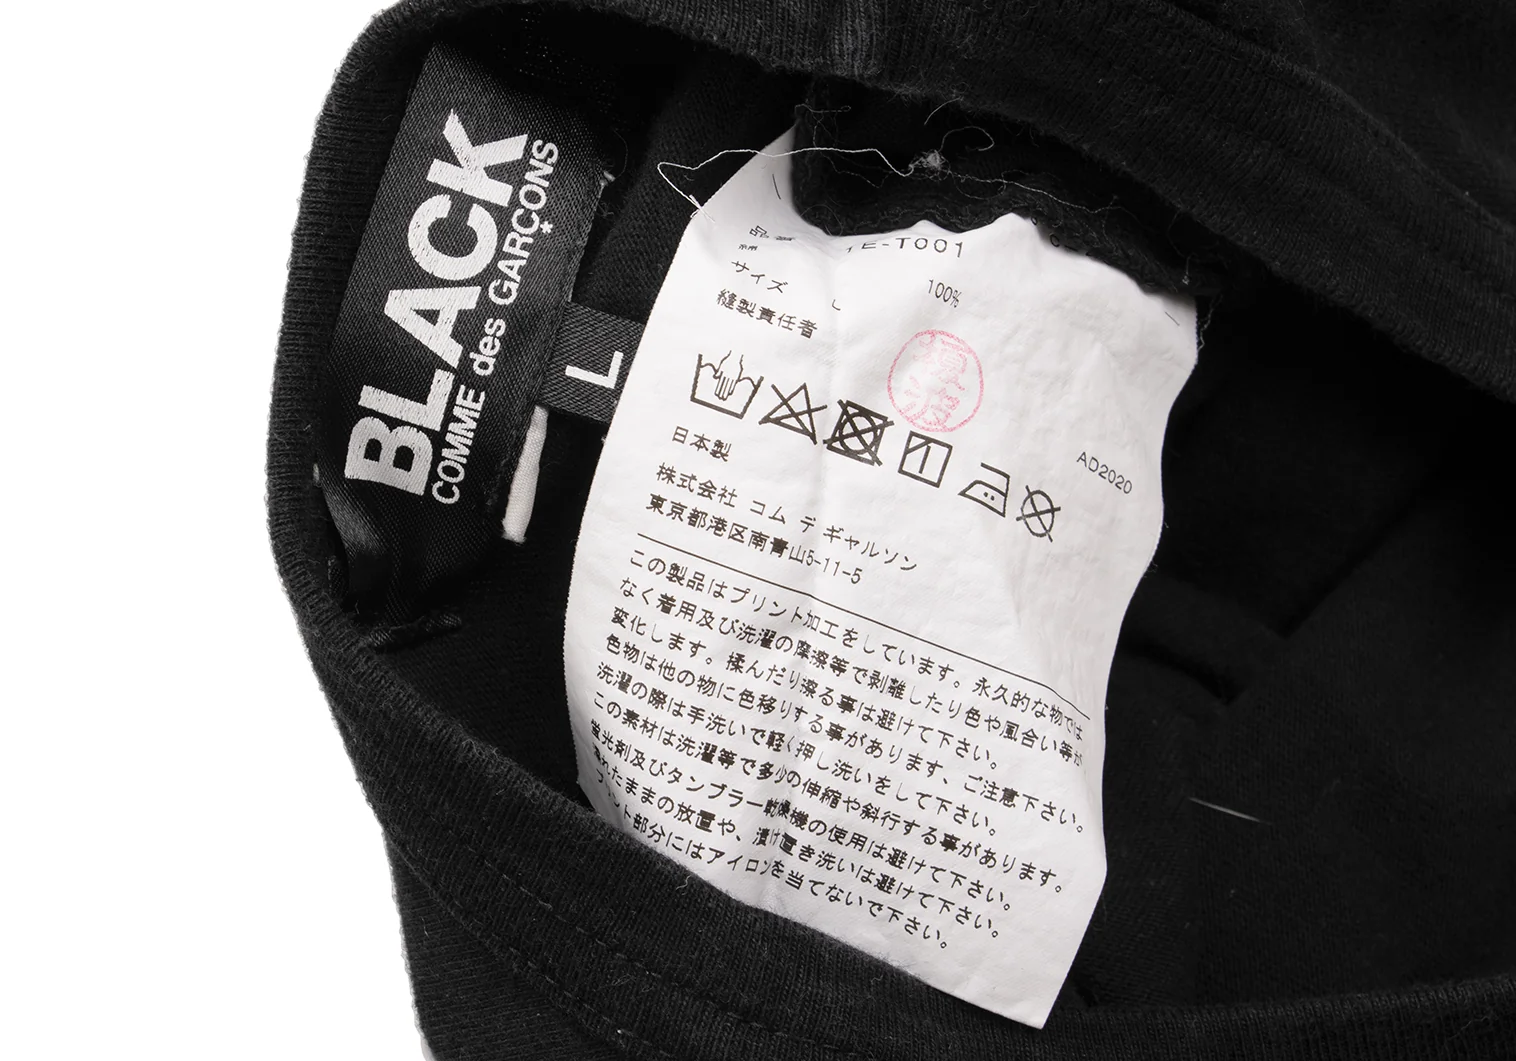 BLACK
COMME des GARÇONS
L
品番 1E-T001
綿 100%
サイズ L
縫製責任者
日本製
AD2020
株式会社 コム デ ギャルソン
東京都港区南青山5-11-5
この製品はプリント加工をしています。永久的な物では
なく着用及び洗濯の摩擦等で剥離したり色や風合い等が
変化します。揉んだり擦る事は避けて下さい。
色物は他の物に色移りする事があります、ご注意下さい。
洗濯の際は手洗いで軽く押し洗いをして下さい。
この素材は洗濯等で多少の伸縮や斜行する事があります。
蛍光剤及びタンブラー乾燥機の使用は避けて下さい。
濡れたままの放置や、漬け置き洗いは避けて下さい。
プリント部分にはアイロンを当てないで下さい。